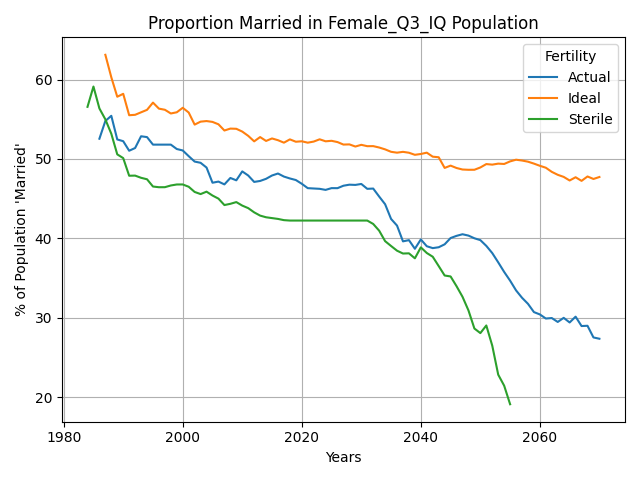 Proportion Married in Female_Q3_IQ Population
Fertility
Actual
Ideal
Sterile
% of Population 'Married'
60
50
40
30
20
1980
2000
2020
2040
2060
Years